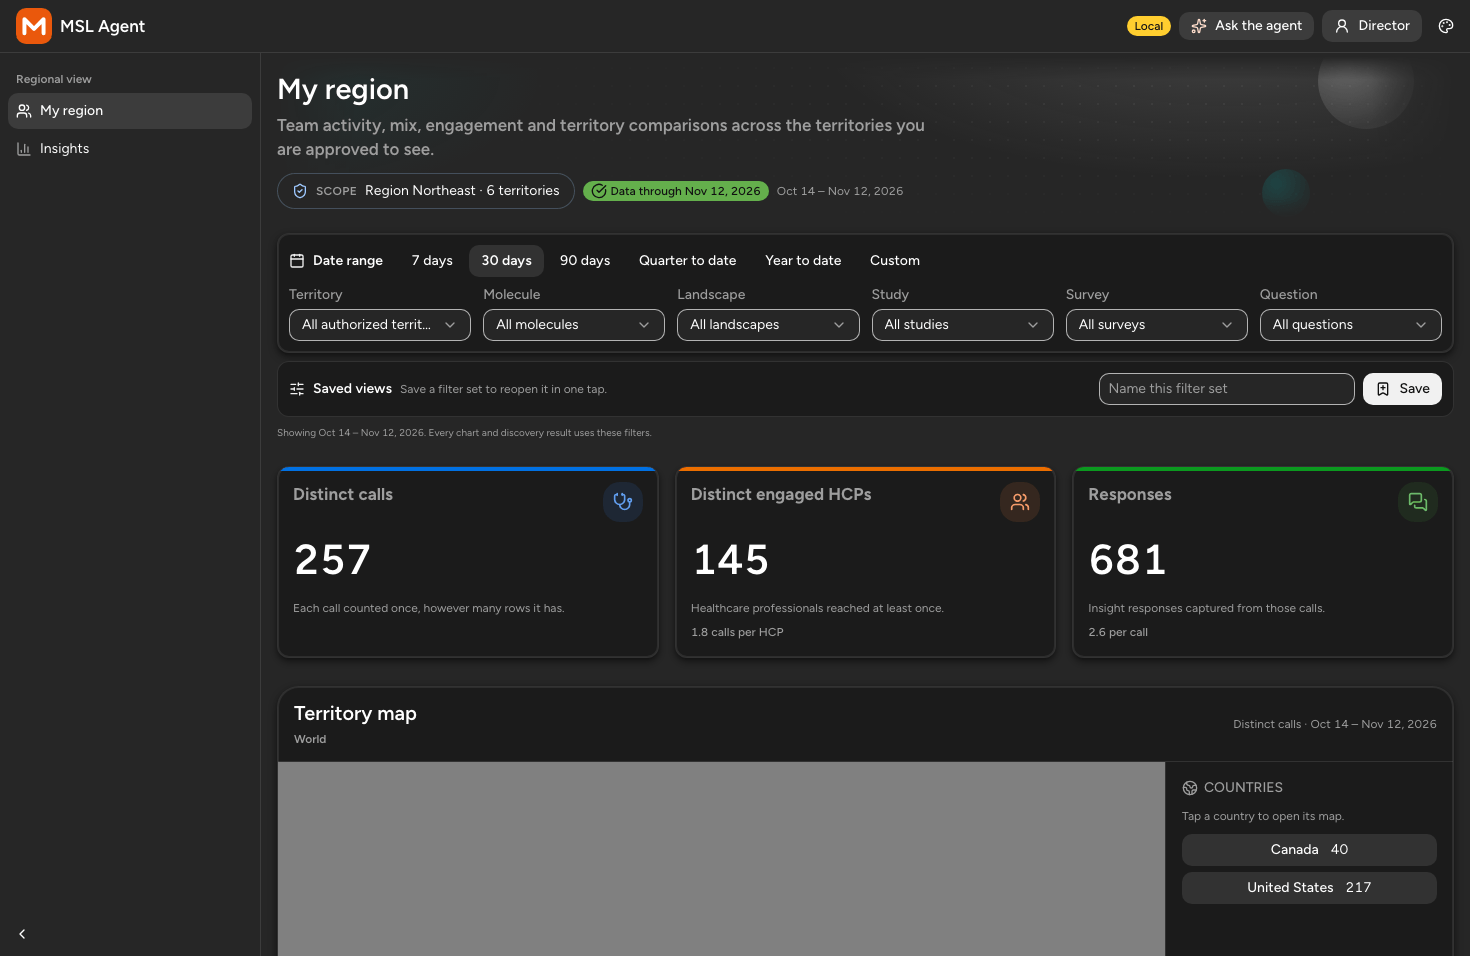 MSL Agent
Local
Ask the agent
Director
Regional view
My region
Insights
My region
Team activity, mix, engagement and territory comparisons across the territories you
are approved to see.
SCOPE Region Northeast · 6 territories
Data through Nov 12, 2026
Oct 14 – Nov 12, 2026
Date range
7 days
30 days
90 days
Quarter to date
Year to date
Custom
Territory
Molecule
Landscape
Study
Survey
Question
All authorized territ...
All molecules
All landscapes
All studies
All surveys
All questions
Saved views
Save a filter set to reopen it in one tap.
Name this filter set
Save
Showing Oct 14 – Nov 12, 2026. Every chart and discovery result uses these filters.
Distinct calls
257
Each call counted once, however many rows it has.
Distinct engaged HCPs
145
Healthcare professionals reached at least once.
1.8 calls per HCP
Responses
681
Insight responses captured from those calls.
2.6 per call
Territory map
World
Distinct calls · Oct 14 – Nov 12, 2026
COUNTRIES
Tap a country to open its map.
Canada 40
United States 217